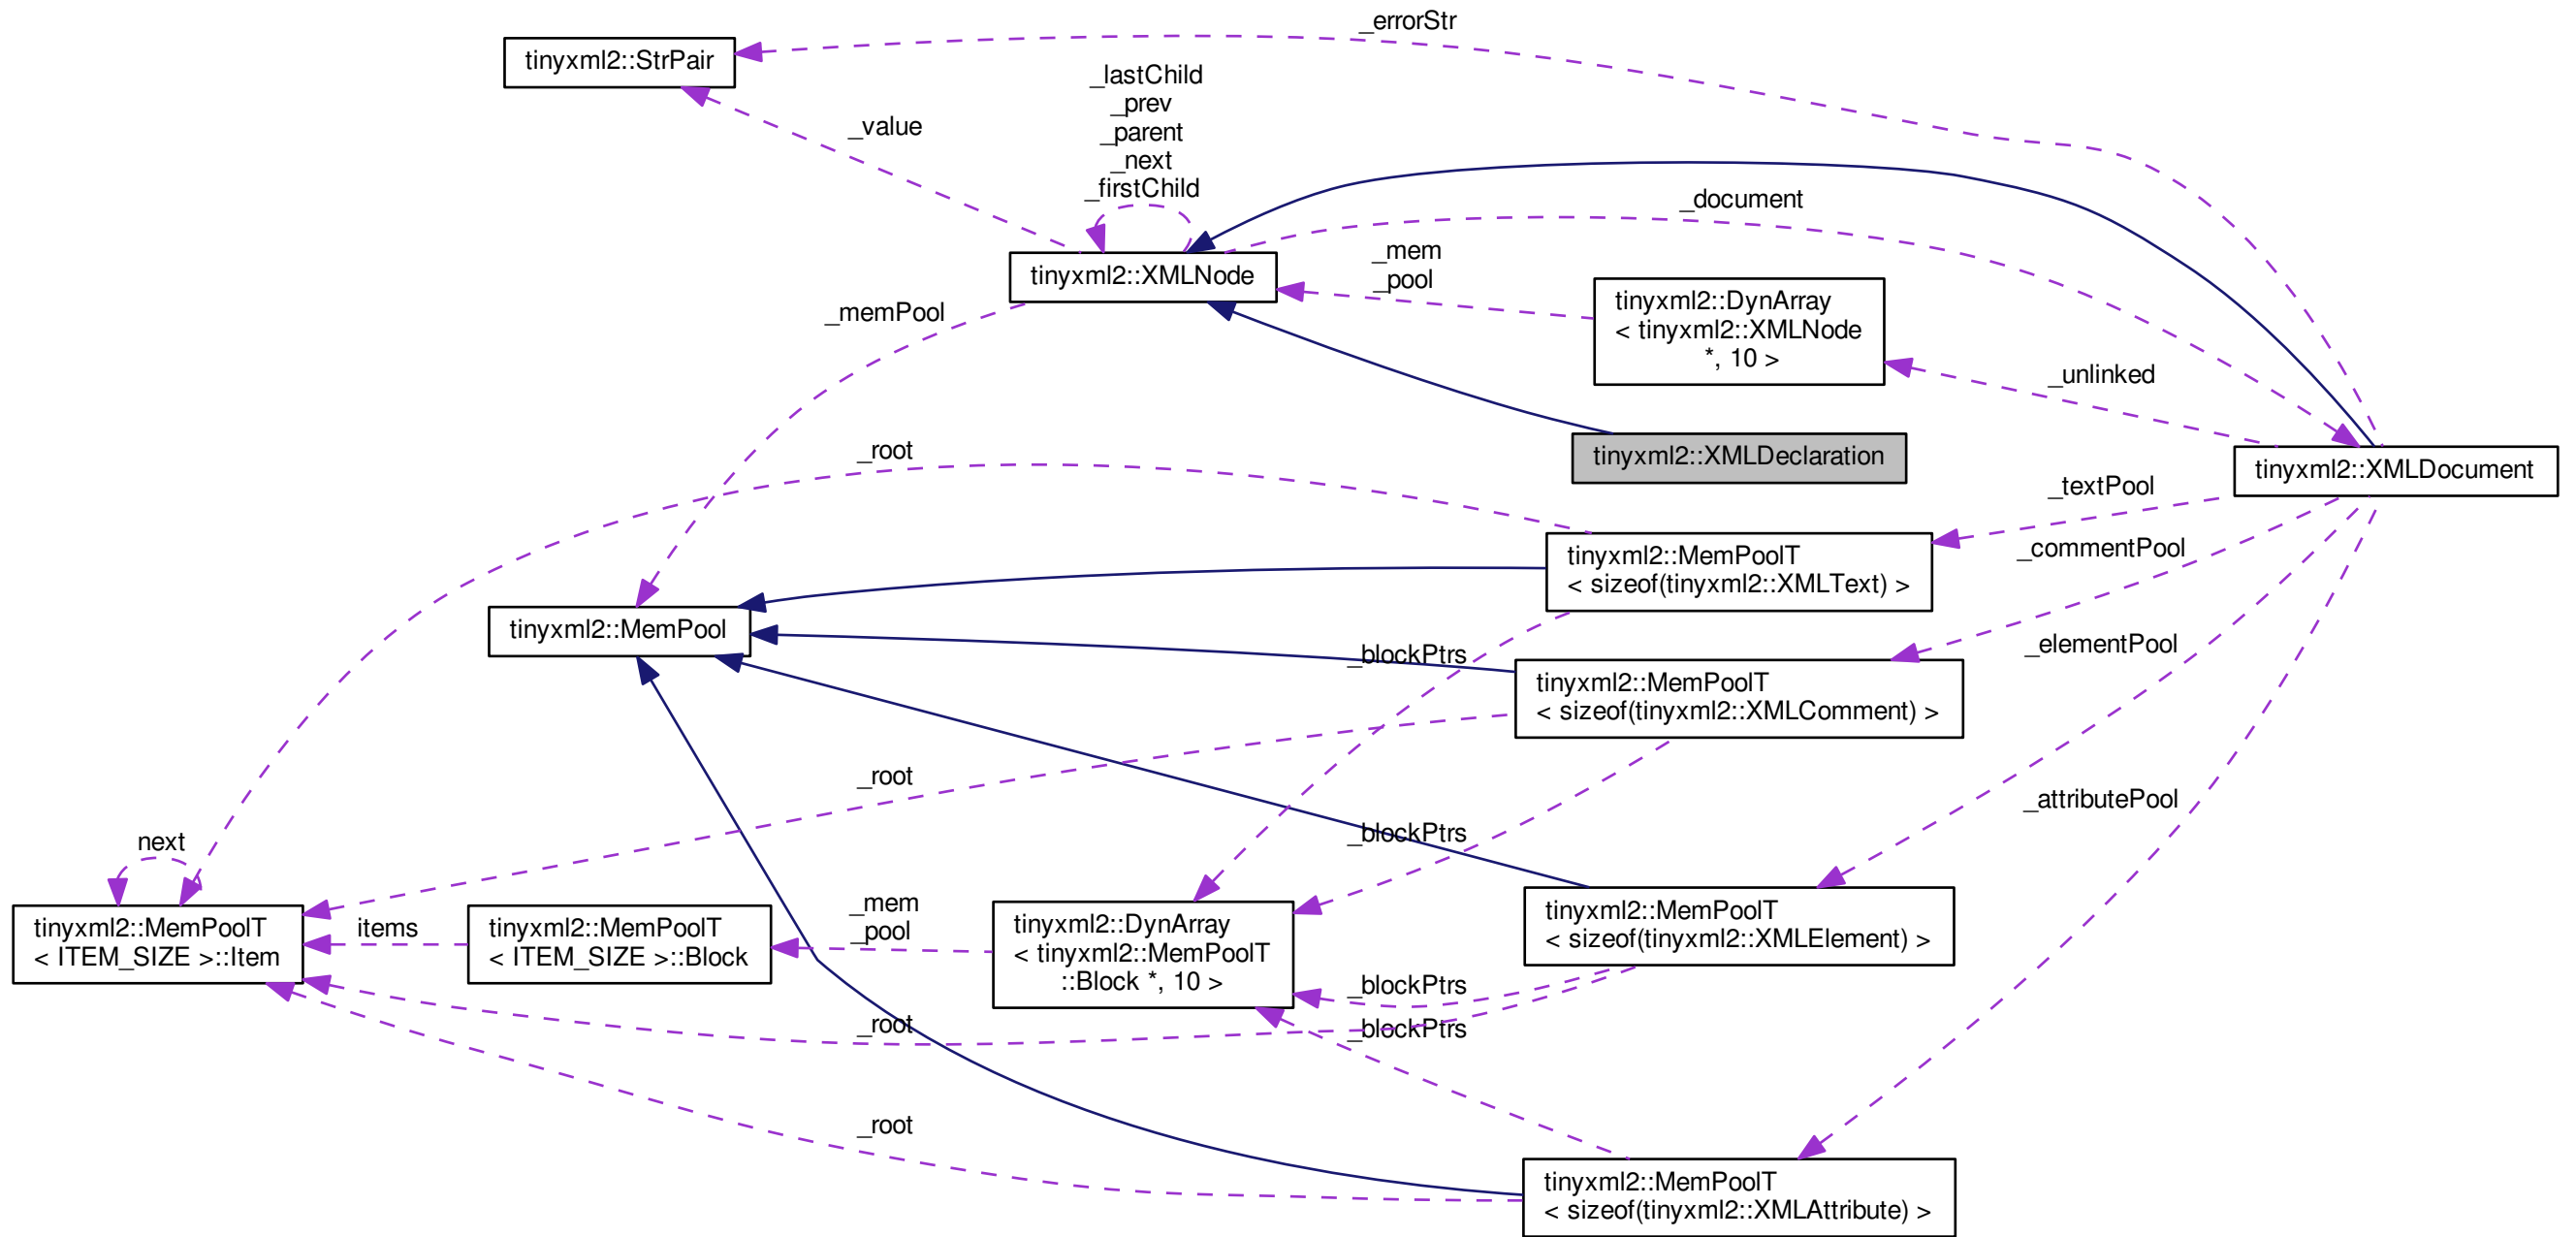 _errorStr
tinyxml2::StrPair
_lastChild
_prev
_parent
_next
_firstChild
_value
_document
_mem
_pool
tinyxml2::XMLNode
tinyxml2::DynArray
< tinyxml2::XMLNode
*, 10 >
_memPool
_unlinked
_root
tinyxml2::XMLDeclaration
tinyxml2::XMLDocument
_textPool
tinyxml2::MemPoolT
< sizeof(tinyxml2::XMLText) >
_commentPool
tinyxml2::MemPool
_blockPtrs
_elementPool
tinyxml2::MemPoolT
< sizeof(tinyxml2::XMLComment) >
_root
_attributePool
next
_blockPtrs
tinyxml2::MemPoolT
< ITEM_SIZE >::Item
items
tinyxml2::MemPoolT
< ITEM_SIZE >::Block
_mem
_pool
tinyxml2::DynArray
< tinyxml2::MemPoolT
::Block *, 10 >
tinyxml2::MemPoolT
< sizeof(tinyxml2::XMLElement) >
_blockPtrs
_root
_blockPtrs
_root
tinyxml2::MemPoolT
< sizeof(tinyxml2::XMLAttribute) >